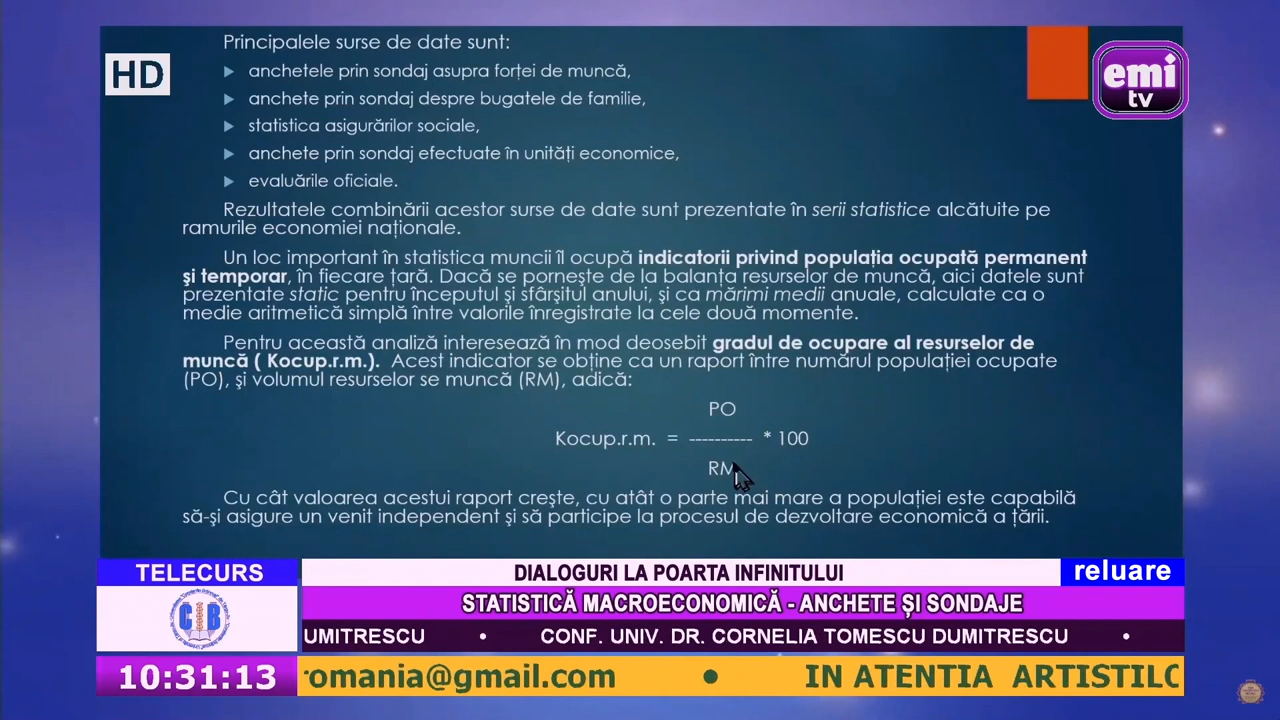 Principalele surse de date sunt:
HD
emi
tv
anchetele prin sondaj asupra forței de muncă,
anchete prin sondaj despre bugatele de familie,
statistica asigurărilor sociale,
anchete prin sondaj efectuate în unități economice,
evaluările oficiale.
Rezultatele combinării acestor surse de date sunt prezentate în serii statistice alcătuite pe
ramurile economiei naționale.
Un loc important în statistica muncii îl ocupă indicatorii privind populația ocupată permanent
și temporar, în fiecare țară. Dacă se pornește de la balanța resurselor de muncă, aici datele sunt
prezentate static pentru începutul și sfârșitul anului, și ca mărimi medii anuale, calculate ca o
medie aritmetică simplă între valorile înregistrate la cele două momente.
Pentru această analiză interesează în mod deosebit gradul de ocupare al resurselor de
muncă ( Kocup.r.m.). Acest indicator se obține ca un raport între numărul populației ocupate
(PO), și volumul resurselor se muncă (RM), adică:
PO
Kocup.r.m. = ---------- * 100
RM
Cu cât valoarea acestui raport crește, cu atât o parte mai mare a populației este capabilă
să-și asigure un venit independent și să participe la procesul de dezvoltare economică a țării.
TELECURS
DIALOGURI LA POARTA INFINITULUI
reluare
STATISTICĂ MACROECONOMICĂ - ANCHETE ȘI SONDAJE
UMITRESCU • CONF. UNIV. DR. CORNELIA TOMESCU DUMITRESCU •
10:31:13
omania@gmail.com • IN ATENTIA ARTISTILO